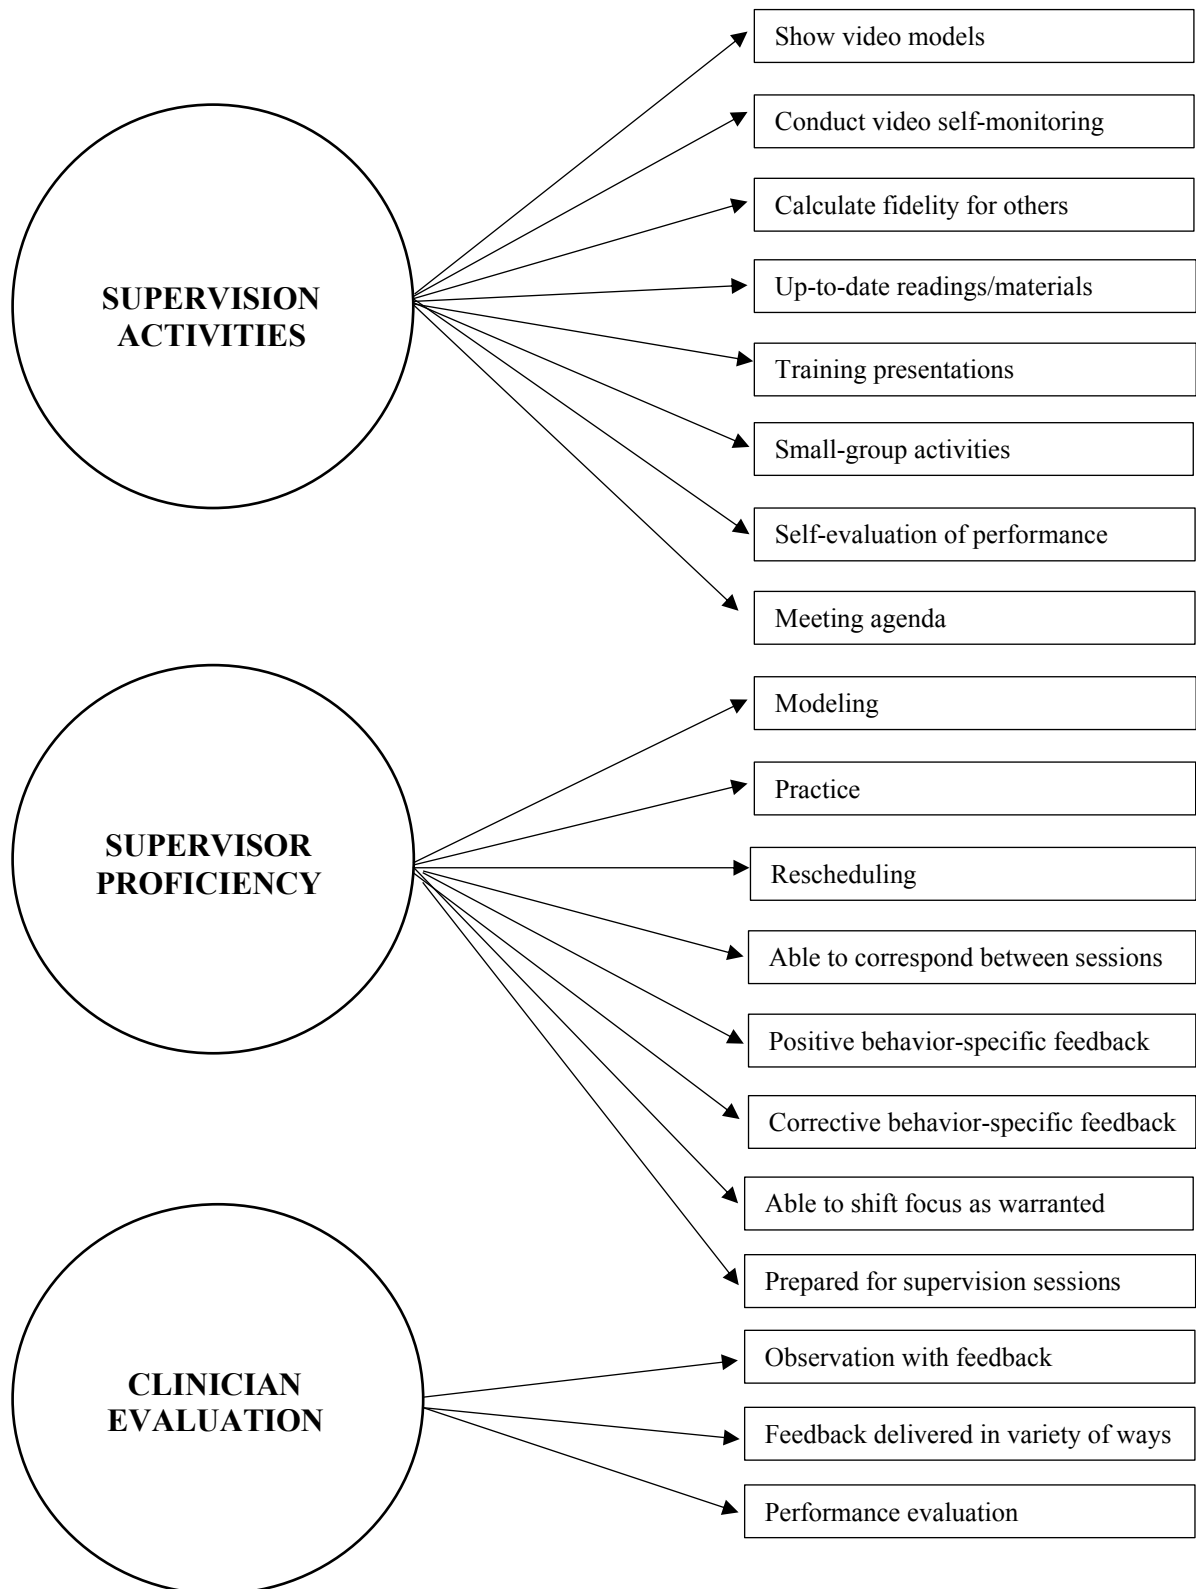 SUPERVISION
ACTIVITIES
Show video models
Conduct video self-monitoring
Calculate fidelity for others
Up-to-date readings/materials
Training presentations
Small-group activities
Self-evaluation of performance
Meeting agenda
SUPERVISOR
PROFICIENCY
Modeling
Practice
Rescheduling
Able to correspond between sessions
Positive behavior-specific feedback
Corrective behavior-specific feedback
Able to shift focus as warranted
Prepared for supervision sessions
CLINICIAN
EVALUATION
Observation with feedback
Feedback delivered in variety of ways
Performance evaluation